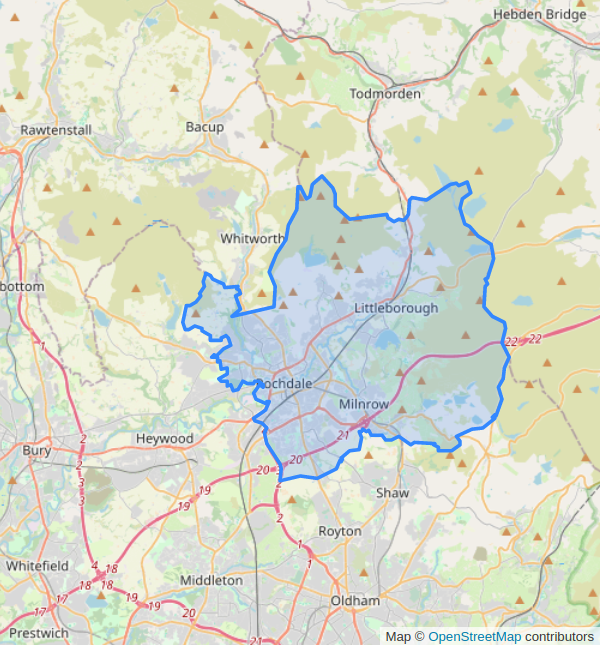 Hebden Bridge
Todmorden
Rawtenstall
Bacup
Whitworth
bottom
1
Littleborough
22
22
ochdale
Milnrow
Heywood
21
Bury
20
20
2
2
3
3
19
19
Shaw
2
Royton
1
1
4
18
Whitefield
18
18
17
17
19
20
Middleton
Oldham
Prestwich
21
Map © OpenStreetMap contributors